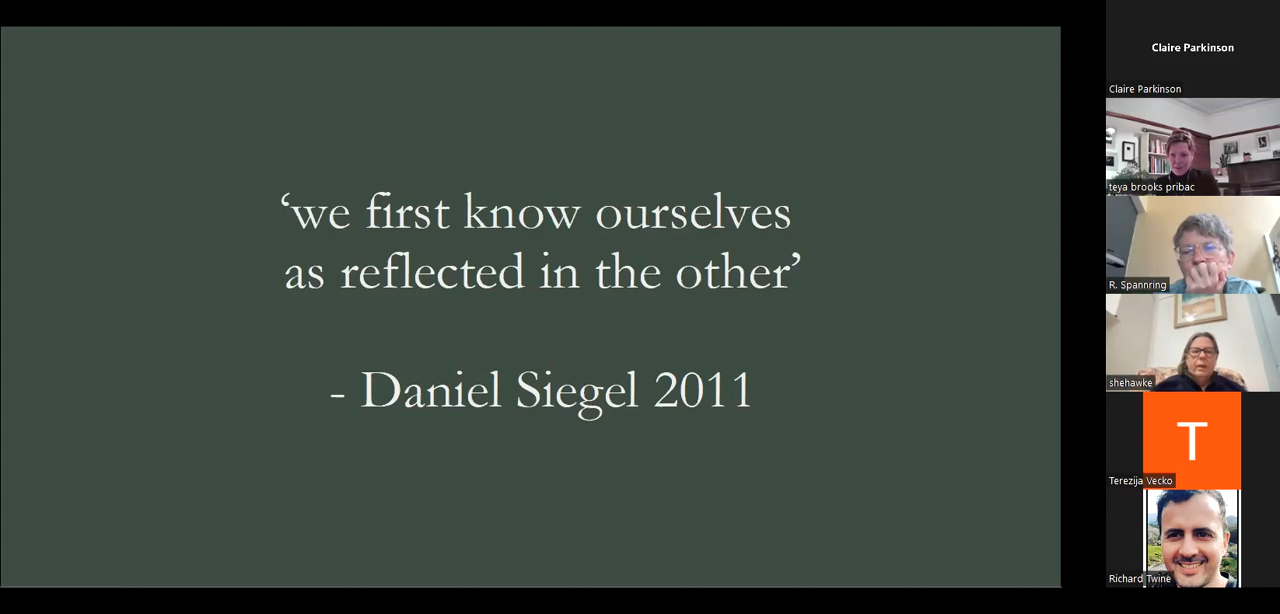 ‘we first know ourselves
as reflected in the other’
- Daniel Siegel 2011
Claire Parkinson
Claire Parkinson
teya brooks pribac
R. Spannring
shehawke
T
Terezija Vecko
Richard Twine